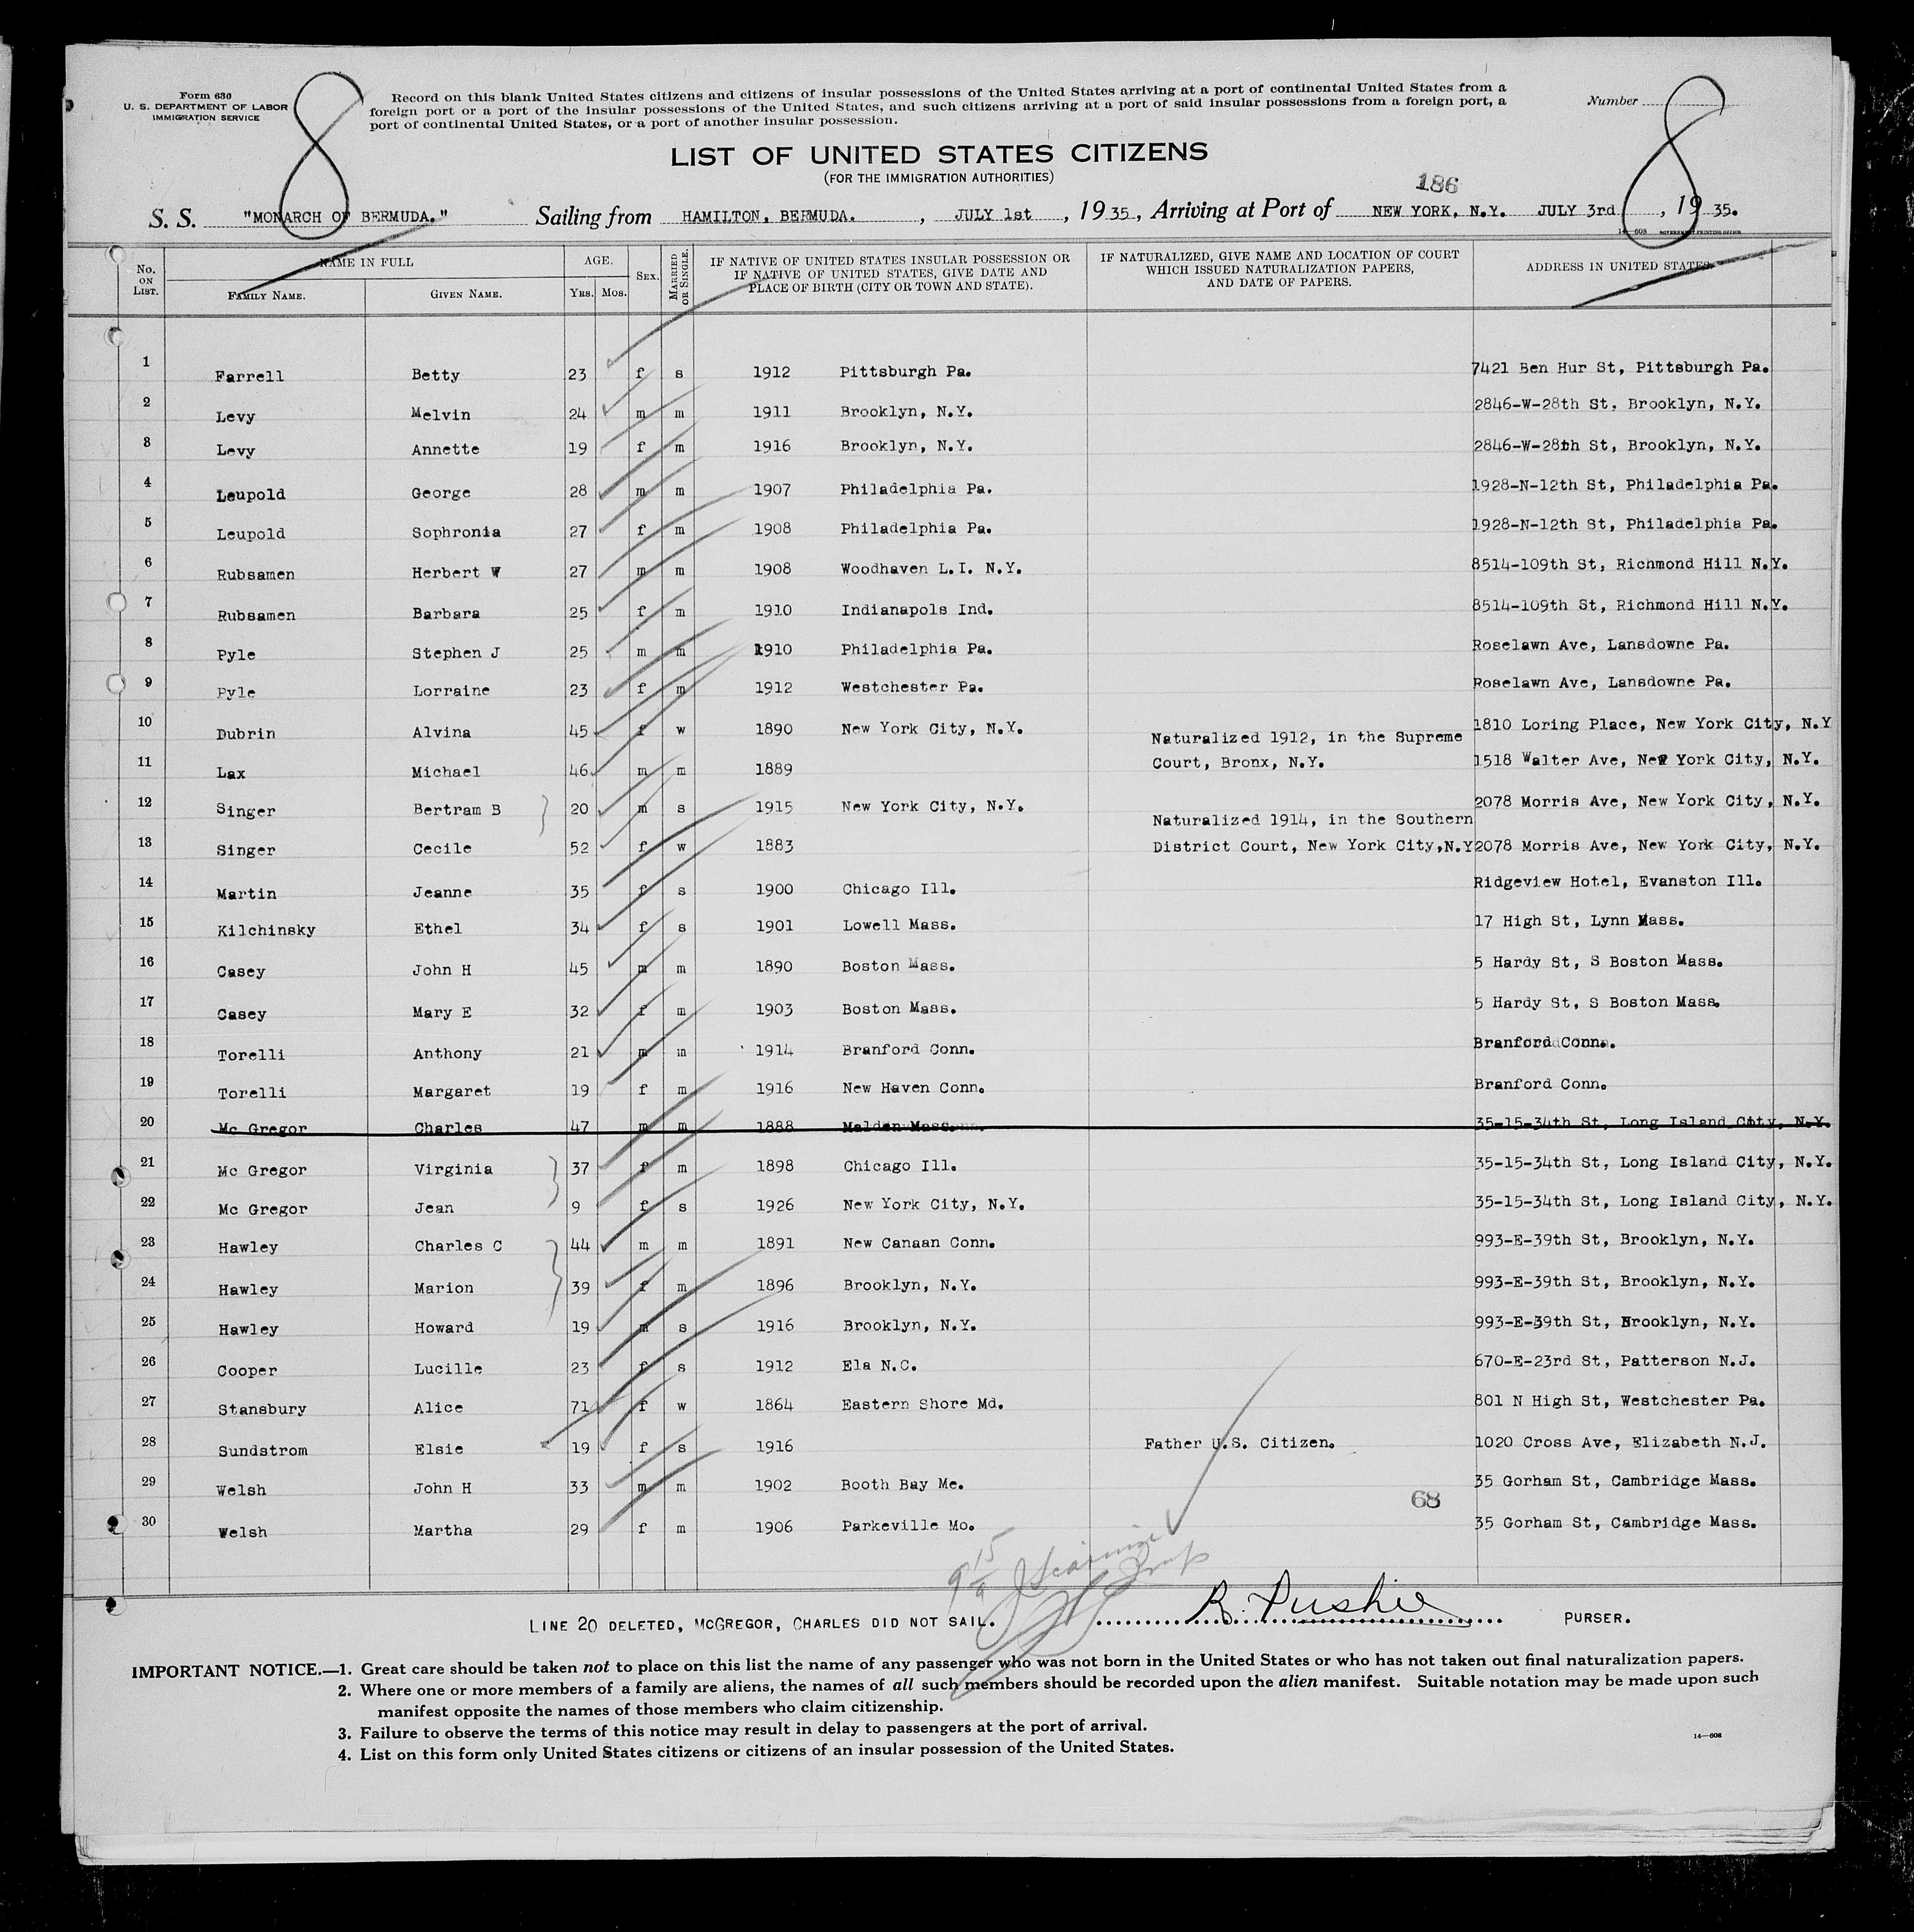 Form 630
U. S. DEPARTMENT OF LABOR
IMMIGRATION SERVICE
8
Record on this blank United States citizens and citizens of insular possessions of the United States arriving at a port of continental United States from a
foreign port or a port of the insular possessions of the United States, and such citizens arriving at a port of said insular possessions from a foreign port, a
port of continental United States, or a port of another insular possession.
Number
8
LIST OF UNITED STATES CITIZENS
(FOR THE IMMIGRATION AUTHORITIES)
186
S. S. "MONARCH OF BERMUDA." Sailing from HAMILTON, BERMUDA. , JULY 1st , 19 35, Arriving at Port of NEW YORK, N.Y. JULY 3rd , 19 35.
14—608 GOVERNMENT PRINTING OFFICE
No. ON LIST. NAME IN FULL FAMILY NAME. GIVEN NAME. AGE. YRS. MOS. SEX. MARRIED OR SINGLE. IF NATIVE OF UNITED STATES INSULAR POSSESSION OR IF NATIVE OF UNITED STATES, GIVE DATE AND PLACE OF BIRTH (CITY OR TOWN AND STATE). IF NATURALIZED, GIVE NAME AND LOCATION OF COURT WHICH ISSUED NATURALIZATION PAPERS, AND DATE OF PAPERS. ADDRESS IN UNITED STATES.
1 Farrell Betty 23 f s 1912 Pittsburgh Pa. 7421 Ben Hur St, Pittsburgh Pa.
2 Levy Melvin 24 m m 1911 Brooklyn, N.Y. 2846-W-28th St, Brooklyn, N.Y.
3 Levy Annette 19 f m 1916 Brooklyn, N.Y. 2846-W-28th St, Brooklyn, N.Y.
4 Leupold George 28 m m 1907 Philadelphia Pa. 1928-N-12th St, Philadelphia Pa.
5 Leupold Sophronia 27 f m 1908 Philadelphia Pa. 1928-N-12th St, Philadelphia Pa.
6 Rubsamen Herbert W 27 m m 1908 Woodhaven L.I. N.Y. 8514-109th St, Richmond Hill N.Y.
7 Rubsamen Barbara 25 f m 1910 Indianapols Ind. 8514-109th St, Richmond Hill N.Y.
8 Pyle Stephen J 25 m m 1910 Philadelphia Pa. Roselawn Ave, Lansdowne Pa.
9 Pyle Lorraine 23 f m 1912 Westchester Pa. Roselawn Ave, Lansdowne Pa.
10 Dubrin Alvina 45 f w 1890 New York City, N.Y. 1810 Loring Place, New York City, N.Y
Naturalized 1912, in the Supreme
11 Lax Michael 46 m m 1889 Court, Bronx, N.Y. 1518 Walter Ave, New York City, N.Y.
12 Singer Bertram B 20 m s 1915 New York City, N.Y. 2078 Morris Ave, New York City, N.Y.
Naturalized 1914, in the Southern
13 Singer Cecile 52 f w 1883 District Court, New York City,N.Y 2078 Morris Ave, New York City, N.Y.
14 Martin Jeanne 35 f s 1900 Chicago Ill. Ridgeview Hotel, Evanston Ill.
15 Kilchinsky Ethel 34 f s 1901 Lowell Mass. 17 High St, Lynn Mass.
16 Casey John H 45 m m 1890 Boston Mass. 5 Hardy St, S Boston Mass.
17 Casey Mary E 32 f m 1903 Boston Mass. 5 Hardy St, S Boston Mass.
18 Torelli Anthony 21 m m 1914 Branford Conn. Branford Conn.
19 Torelli Margaret 19 f m 1916 New Haven Conn. Branford Conn.
20 Mc Gregor Charles 47 m m 1888 Malden Mass. 35-15-34th St, Long Island City, N.Y.
21 Mc Gregor Virginia 37 f m 1898 Chicago Ill. 35-15-34th St, Long Island City, N.Y.
22 Mc Gregor Jean 9 f s 1926 New York City, N.Y. 35-15-34th St, Long Island City, N.Y.
23 Hawley Charles C 44 m m 1891 New Canaan Conn. 993-E-39th St, Brooklyn, N.Y.
24 Hawley Marion 39 f m 1896 Brooklyn, N.Y. 993-E-39th St, Brooklyn, N.Y.
25 Hawley Howard 19 m s 1916 Brooklyn, N.Y. 993-E-39th St, Brooklyn, N.Y.
26 Cooper Lucille 23 f s 1912 Ela N.C. 670-E-23rd St, Patterson N.J.
27 Stansbury Alice 71 f w 1864 Eastern Shore Md. 801 N High St, Westchester Pa.
28 Sundstrom Elsie 19 f s 1916 Father U.S. Citizen. 1020 Cross Ave, Elizabeth N.J.
29 Welsh John H 33 m m 1902 Booth Bay Me. 35 Gorham St, Cambridge Mass.
68
30 Welsh Martha 29 f m 1906 Parkeville Mo. 35 Gorham St, Cambridge Mass.
LINE 20 DELETED, McGREGOR, CHARLES DID NOT SAIL. R. Pushie PURSER.
IMPORTANT NOTICE.—1. Great care should be taken not to place on this list the name of any passenger who was not born in the United States or who has not taken out final naturalization papers.
2. Where one or more members of a family are aliens, the names of all such members should be recorded upon the alien manifest. Suitable notation may be made upon such
manifest opposite the names of those members who claim citizenship.
3. Failure to observe the terms of this notice may result in delay to passengers at the port of arrival.
4. List on this form only United States citizens or citizens of an insular possession of the United States.
14—608